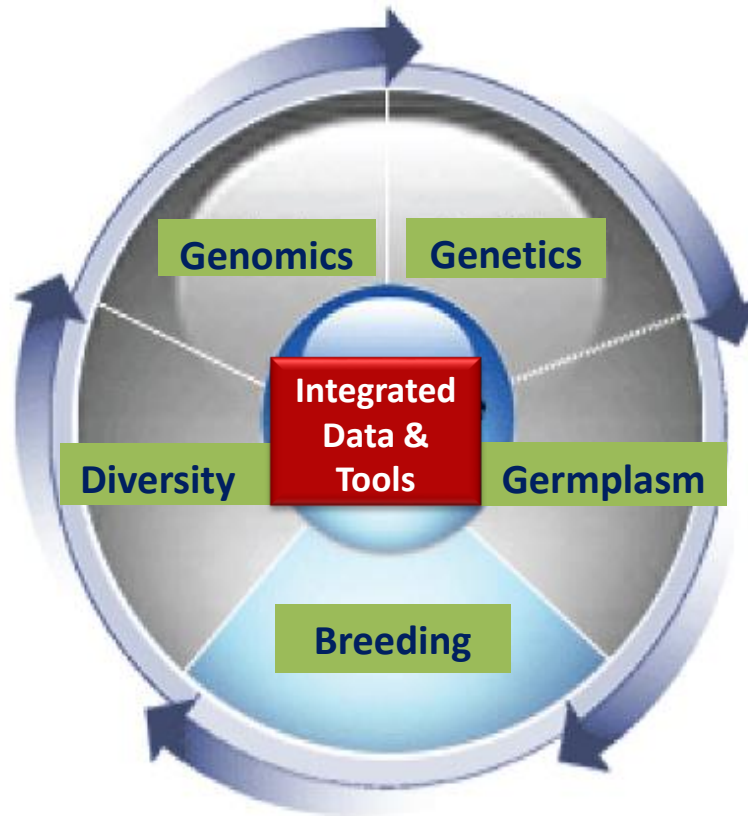 Genomics
Genetics
Integrated
Data &
Tools
Diversity
Germplasm
Breeding